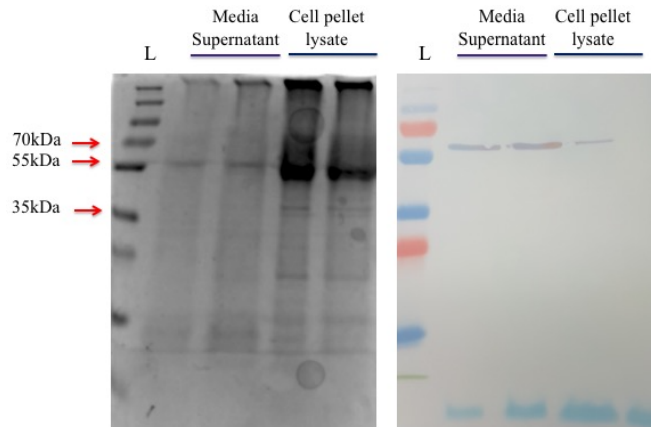 Media
Supernatant
Cell pellet
lysate
L
70kDa
55kDa
35kDa
Media
Supernatant
Cell pellet
lysate
L